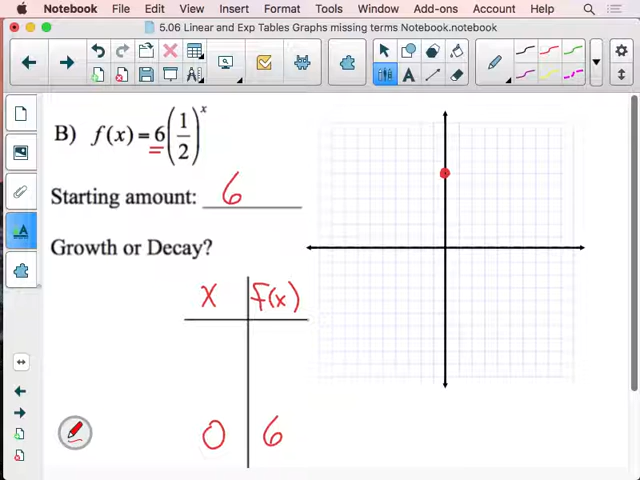 Notebook File Edit View Insert Format Tools Window Add-ons Account Help
5.06 Linear and Exp Tables Graphs missing terms Notebook.notebook
B) f(x) = 6(1/2)^x
Starting amount: 6
Growth or Decay?
X f(x)
0 6